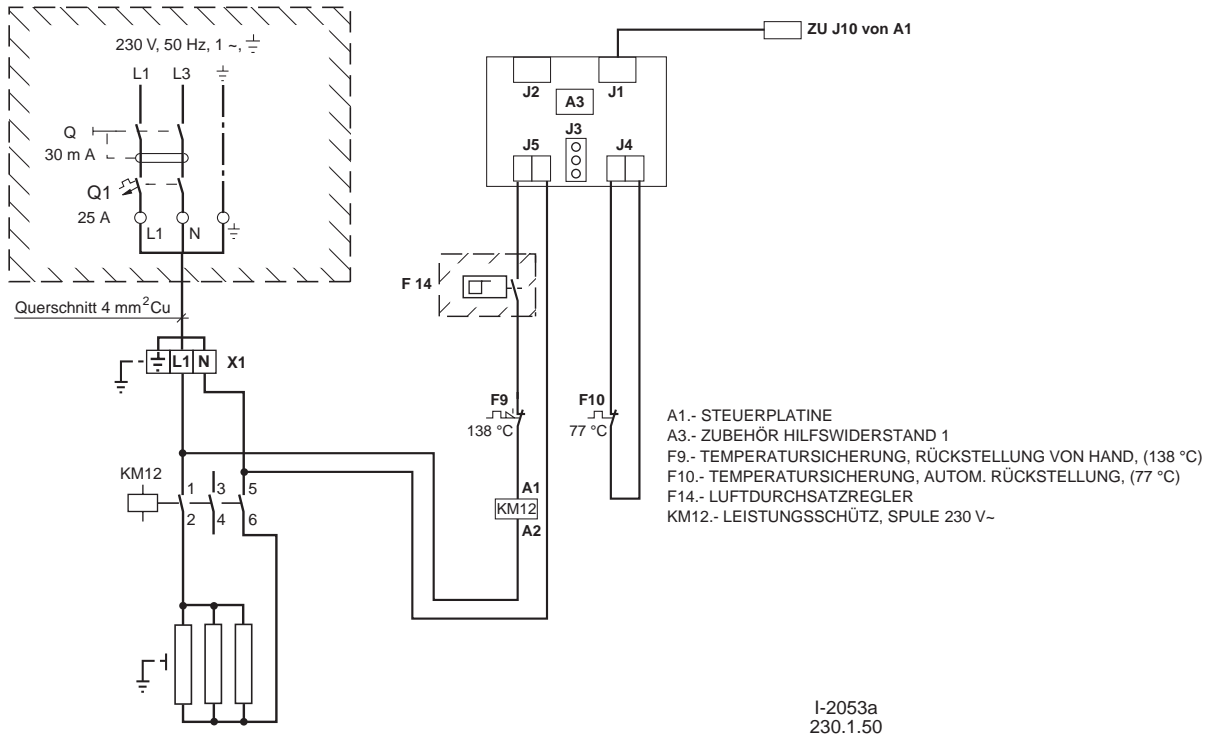 ZU J10 von A1
230 V, 50 Hz, 1 ~,
L1 L3
J2 J1
A3
Q
J3
30 m A
J5 J4
Q1
25 A
L1 N
F 14
Querschnitt 4 mm²Cu
L1 N X1
F9 F10
138 °C 77 °C
A1.- STEUERPLATINE
A3.- ZUBEHÖR HILFSWIDERSTAND 1
F9.- TEMPERATURSICHERUNG, RÜCKSTELLUNG VON HAND, (138 °C)
F10.- TEMPERATURSICHERUNG, AUTOM. RÜCKSTELLUNG, (77 °C)
F14.- LUFTDURCHSATZREGLER
KM12.- LEISTUNGSSCHÜTZ, SPULE 230 V~
KM12
1 3 5
2 4 6
A1
KM12
A2
I-2053a
230.1.50